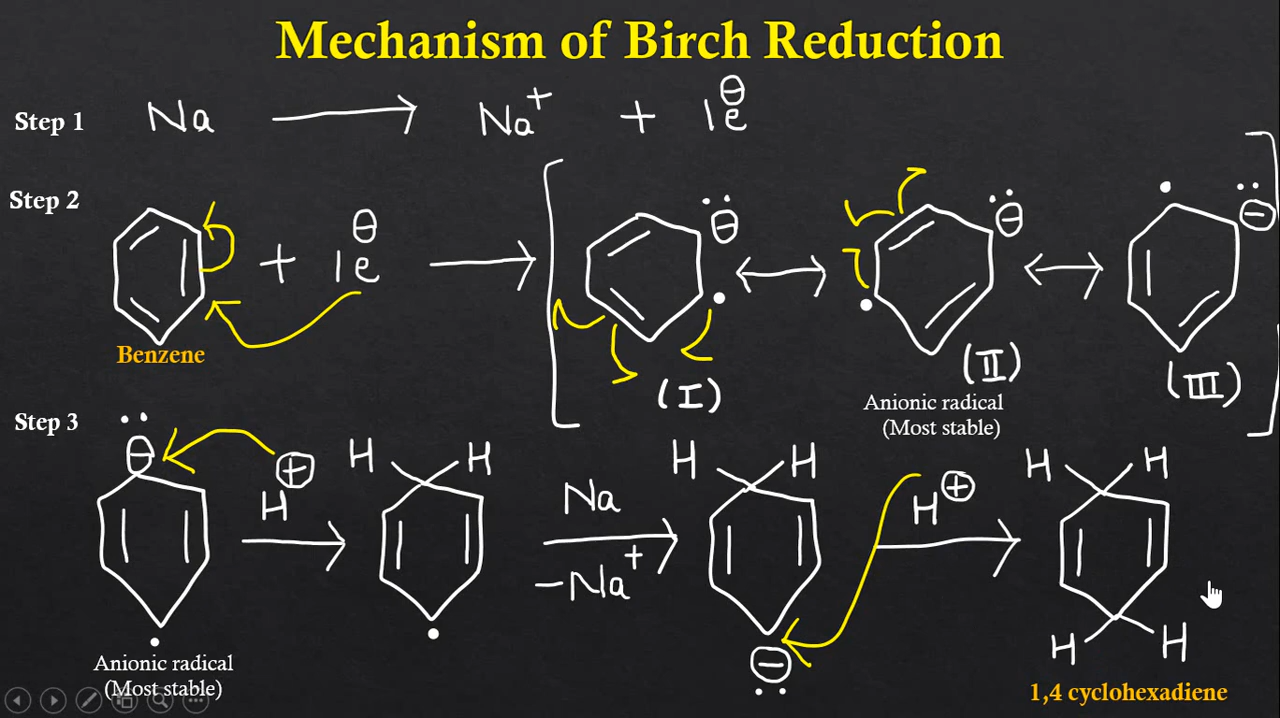 Mechanism of Birch Reduction
Step 1 Na → Na⁺ + 1e⊖
Step 2
⊖ ⊖ ⊖ ⊖
+ 1e → ↔ ↔
Benzene
(I) (II) (III)
Anionic radical
(Most stable)
Step 3
⊖ H⊕ → H H Na → H H H⊕ → H H
−Na⁺
⊖ H H
Anionic radical
(Most stable)
1,4 cyclohexadiene